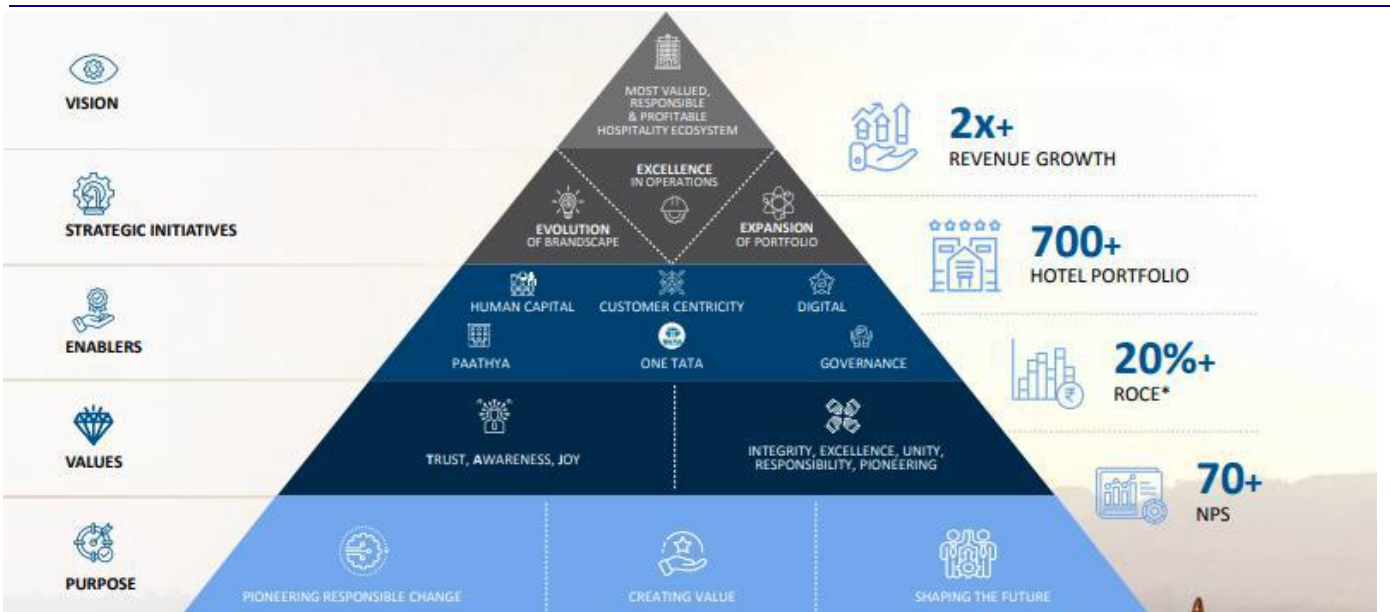 VISION
MOST VALUED,
RESPONSIBLE
& PROFITABLE
HOSPITALITY ECOSYSTEM
2x+
REVENUE GROWTH
STRATEGIC INITIATIVES
EXCELLENCE
IN OPERATIONS
EVOLUTION
OF BRANDSCAPE
EXPANSION
OF PORTFOLIO
700+
HOTEL PORTFOLIO
ENABLERS
HUMAN CAPITAL
CUSTOMER CENTRICITY
DIGITAL
PAATHYA
TATA
ONE TATA
GOVERNANCE
20%+
ROCE*
VALUES
TRUST, AWARENESS, JOY
INTEGRITY, EXCELLENCE, UNITY,
RESPONSIBILITY, PIONEERING
70+
NPS
PURPOSE
PIONEERING RESPONSIBLE CHANGE
CREATING VALUE
SHAPING THE FUTURE